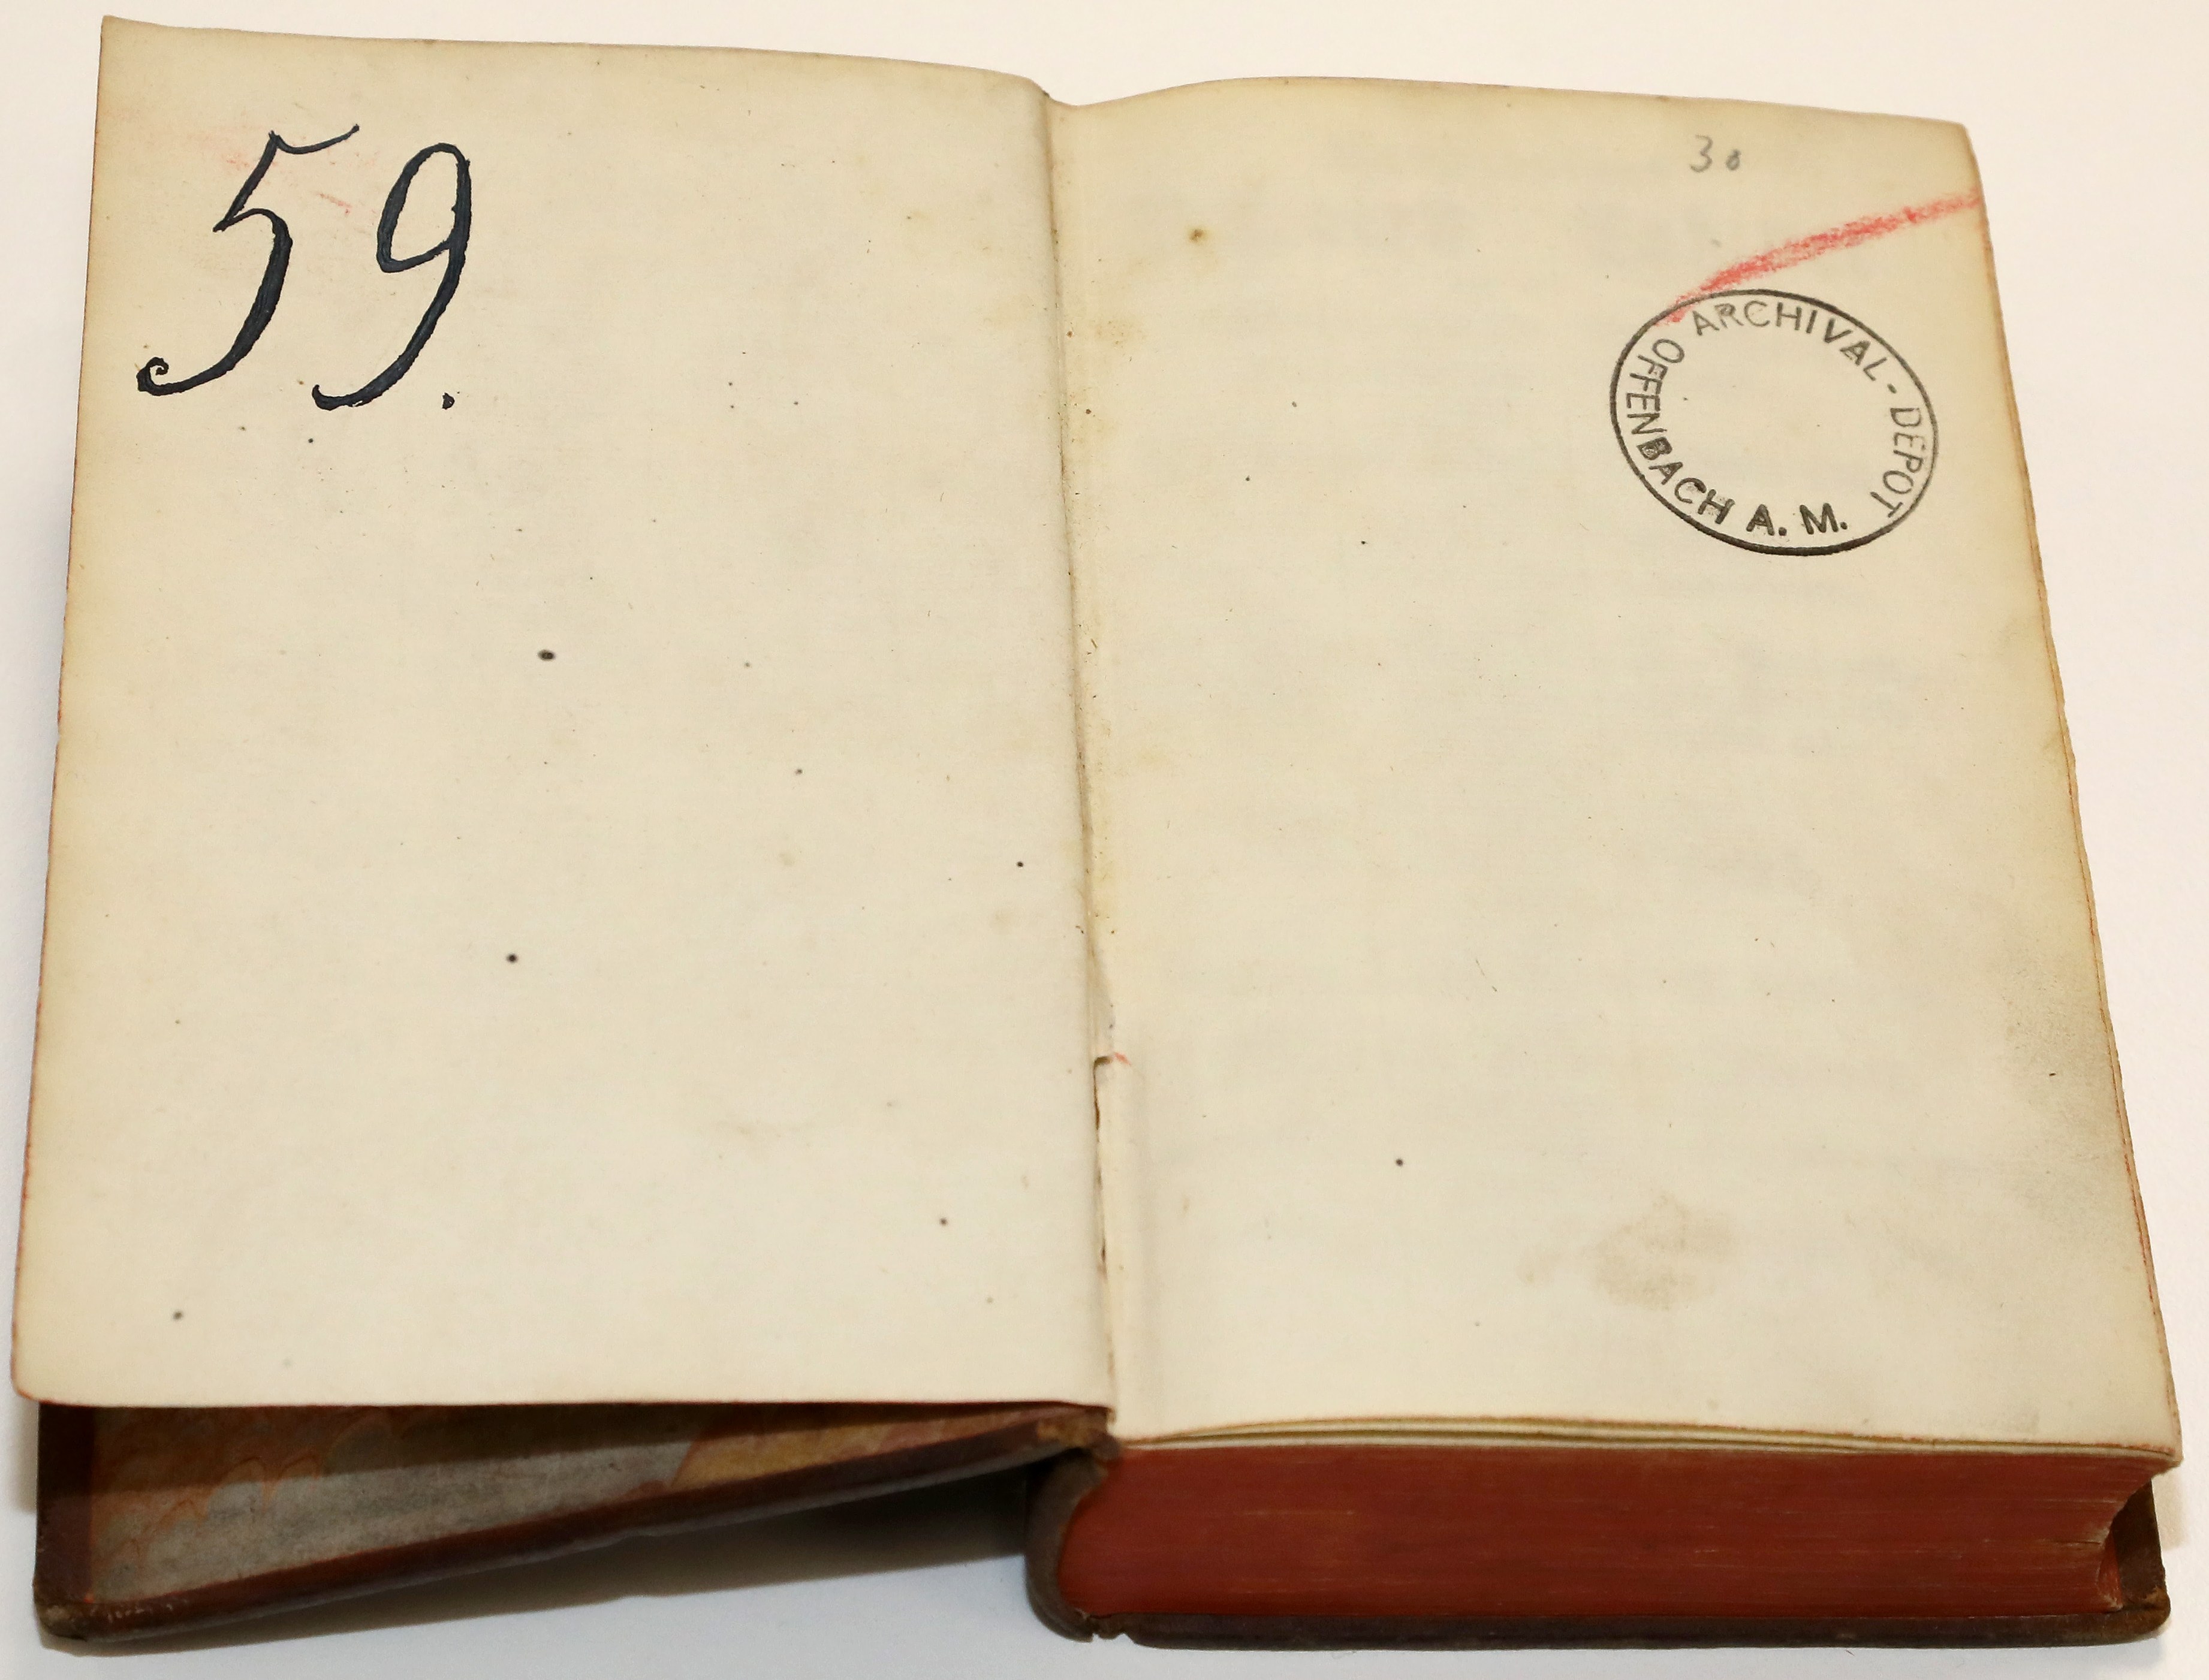 59.
30
ARCHIVAL-DEPOT
OFFENBACH A. M.